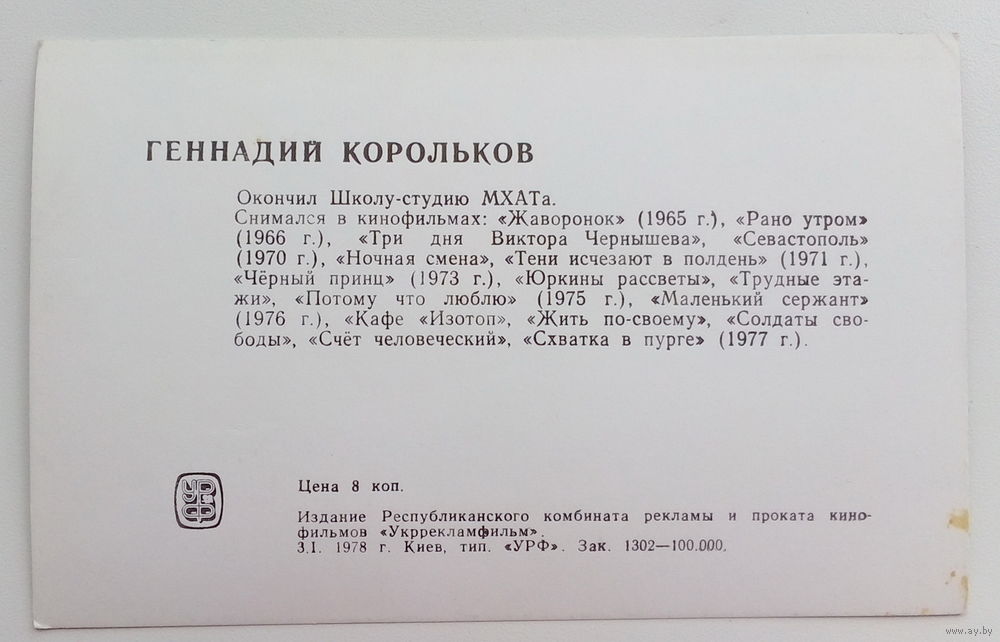 ГЕННАДИЙ КОРОЛЬКОВ
Окончил Школу-студию МХАТа.
Снимался в кинофильмах: «Жаворонок» (1965 г.), «Рано утром»
(1966 г.), «Три дня Виктора Чернышева», «Севастополь»
(1970 г.), «Ночная смена», «Тени исчезают в полдень» (1971 г.),
«Чёрный принц» (1973 г.), «Юркины рассветы», «Трудные эта-
жи», «Потому что люблю» (1975 г.), «Маленький сержант»
(1976 г.), «Кафе «Изотоп», «Жить по-своему», «Солдаты сво-
боды», «Счёт человеческий», «Схватка в пурге» (1977 г.).
УРФ
Цена 8 коп.
Издание Республиканского комбината рекламы и проката кино-
фильмов «Укррекламфильм».
3.I. 1978 г. Киев, тип. «УРФ». Зак. 1302—100.000.
www.ay.by